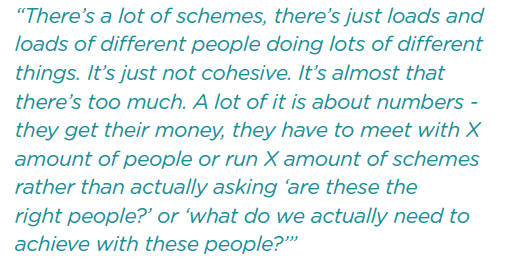 “There’s a lot of schemes, there’s just loads and
loads of different people doing lots of different
things. It’s just not cohesive. It’s almost that
there’s too much. A lot of it is about numbers -
they get their money, they have to meet with X
amount of people or run X amount of schemes
rather than actually asking ‘are these the
right people?’ or ‘what do we actually need to
achieve with these people?’”